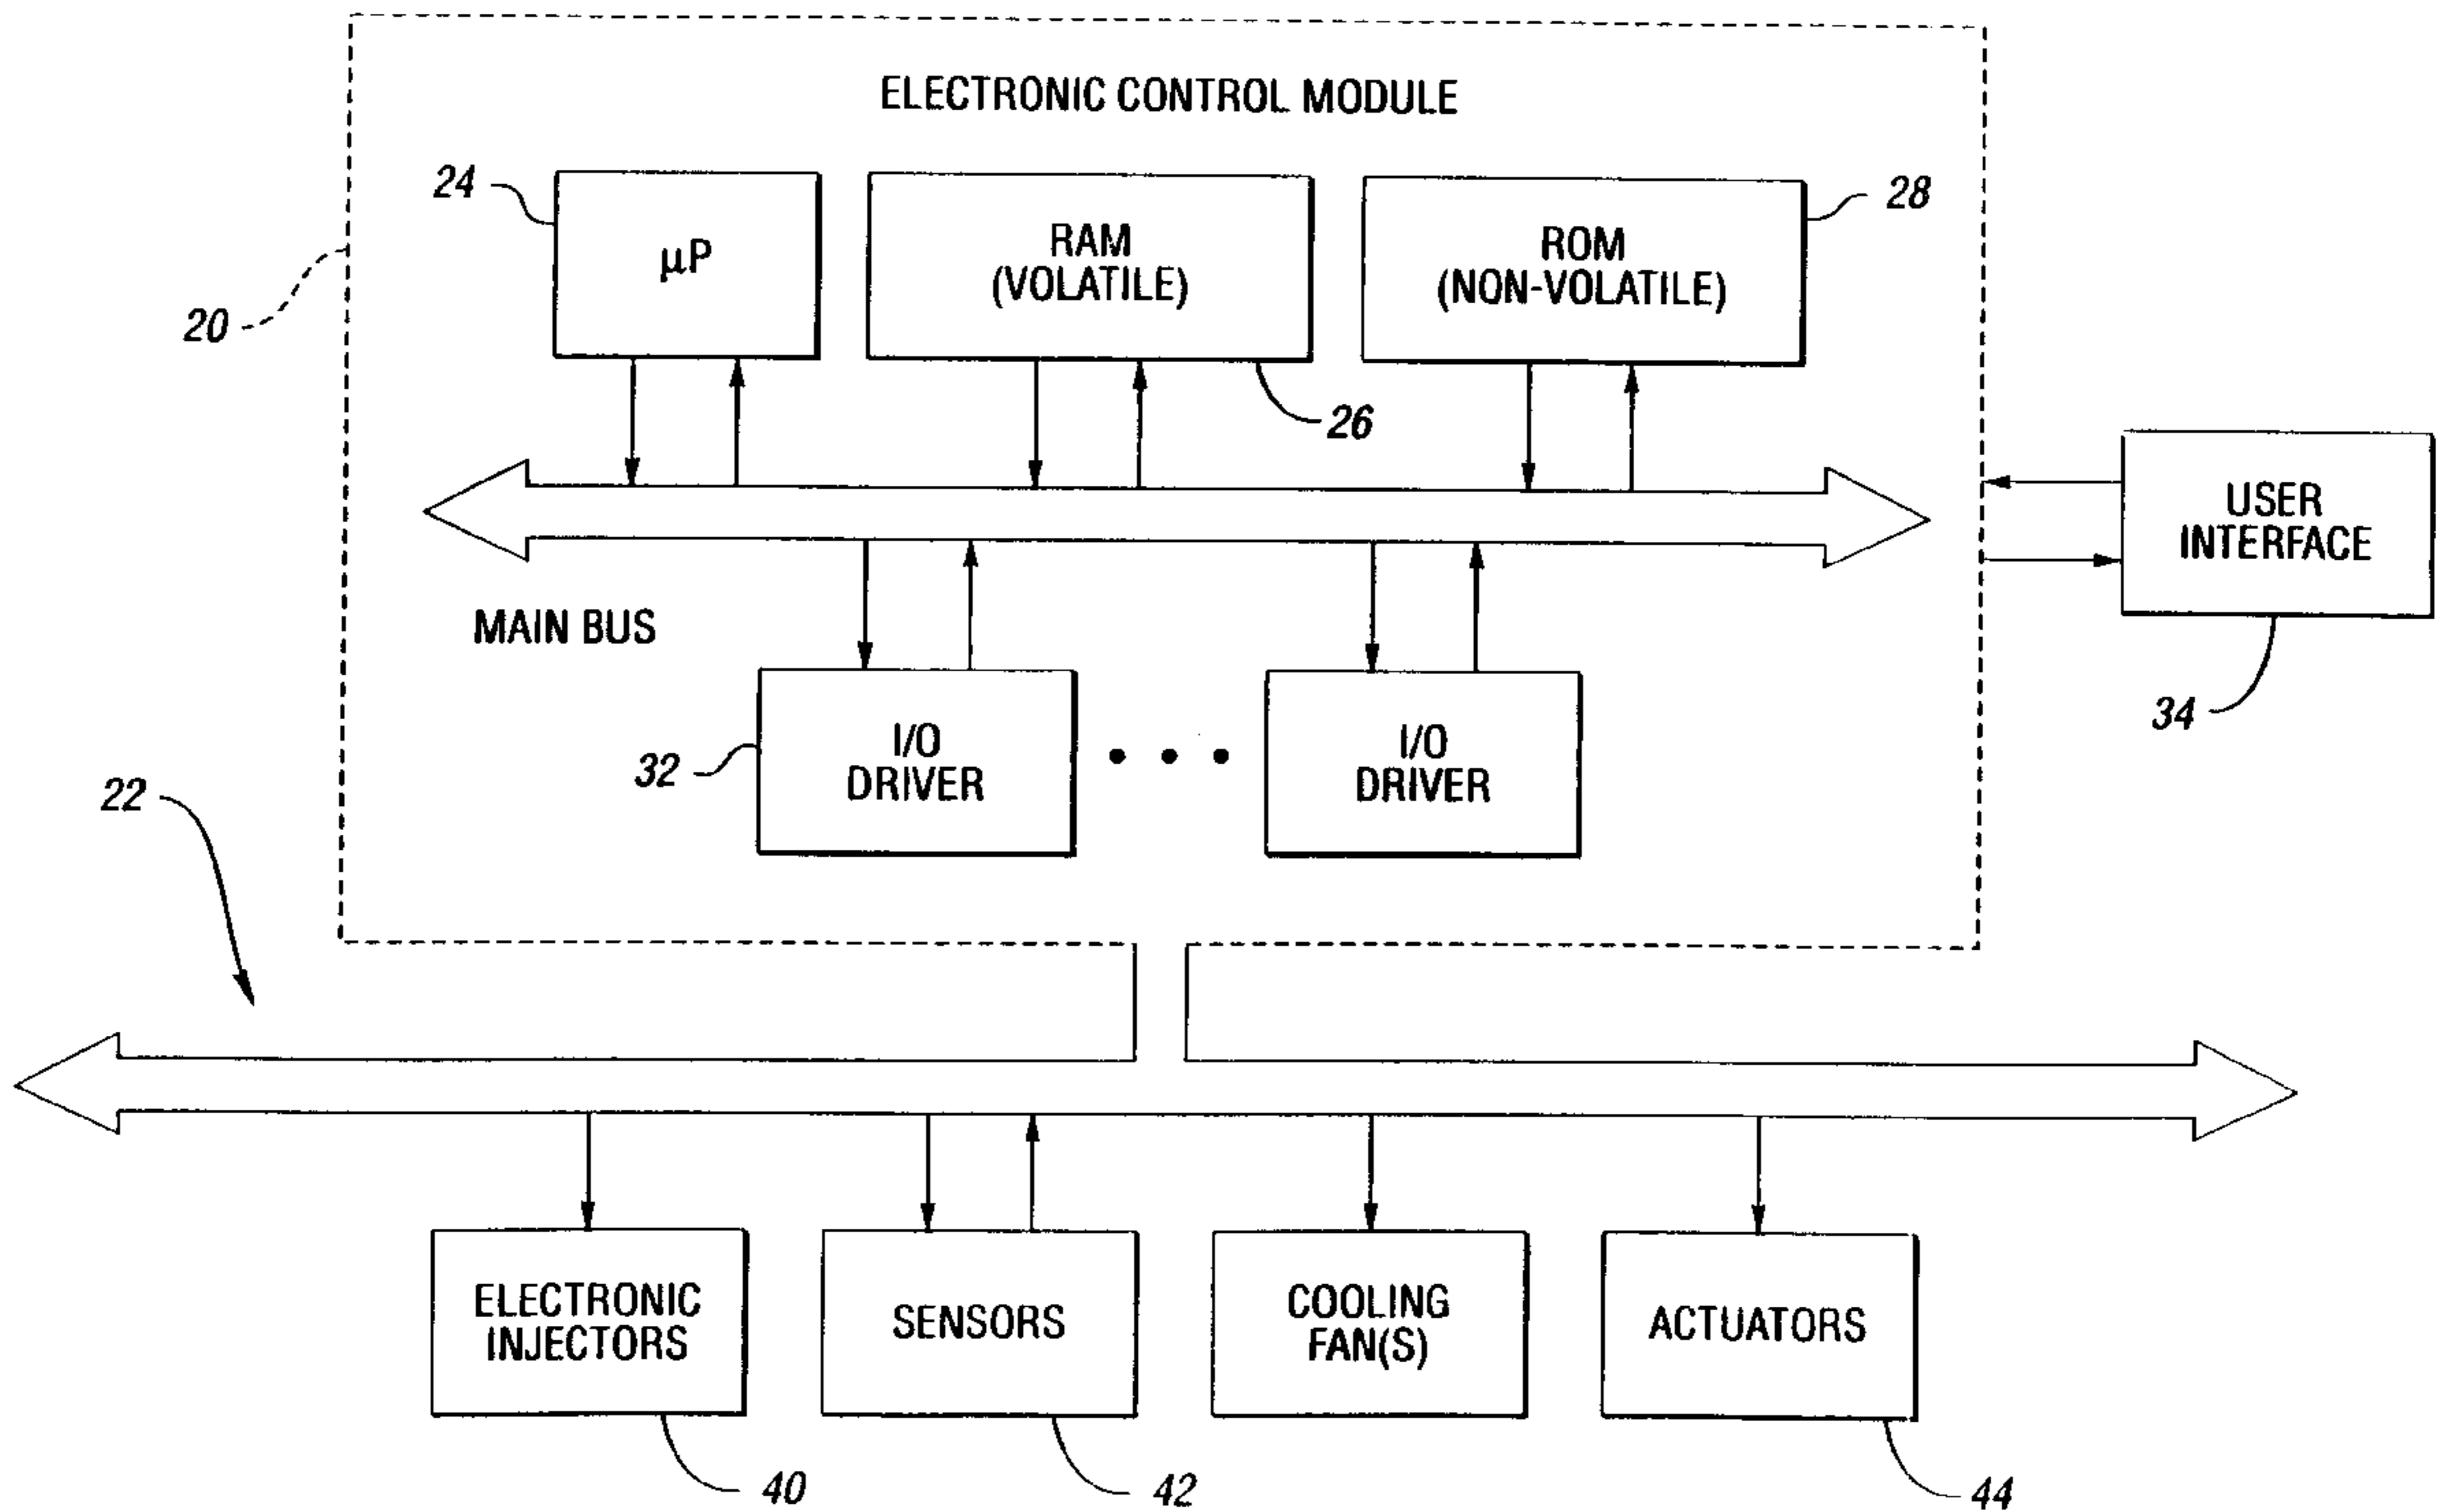 ELECTRONIC CONTROL MODULE
24
µP
RAM
(VOLATILE)
ROM
(NON-VOLATILE)
28
20
26
USER
INTERFACE
MAIN BUS
34
32
I/O
DRIVER
• • •
I/O
DRIVER
22
ELECTRONIC
INJECTORS
SENSORS
COOLING
FAN(S)
ACTUATORS
40
42
44